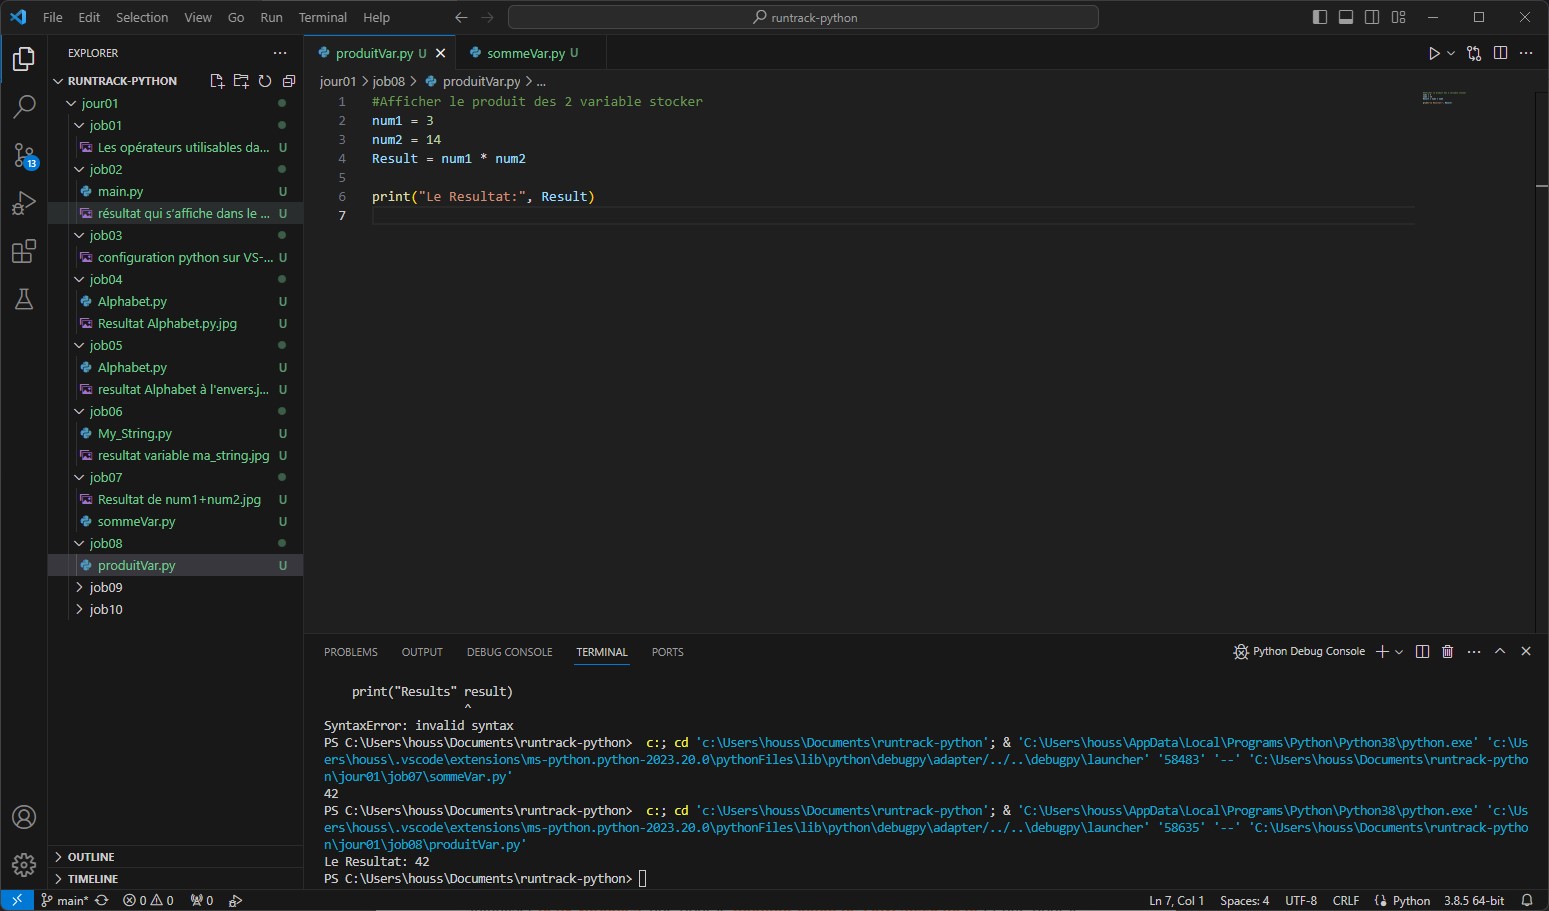 File Edit Selection View Go Run Terminal Help
runtrack-python
EXPLORER
RUNTRACK-PYTHON
jour01
job01
Les opérateurs utilisables da... U
job02
main.py U
résultat qui s'affiche dans le ... U
job03
configuration python sur VS-... U
job04
Alphabet.py U
Resultat Alphabet.py.jpg U
job05
Alphabet.py U
resultat Alphabet à l'envers.j... U
job06
My_String.py U
resultat variable ma_string.jpg U
job07
Resultat de num1+num2.jpg U
sommeVar.py U
job08
produitVar.py U
job09
job10
OUTLINE
TIMELINE
13
produitVar.py U
sommeVar.py U
jour01 > job08 > produitVar.py > ...
1 #Afficher le produit des 2 variable stocker
2 num1 = 3
3 num2 = 14
4 Result = num1 * num2
5
6 print("Le Resultat:", Result)
7
PROBLEMS OUTPUT DEBUG CONSOLE TERMINAL PORTS
Python Debug Console
print("Results" result)
^
SyntaxError: invalid syntax
PS C:\Users\houss\Documents\runtrack-python> c:; cd 'c:\Users\houss\Documents\runtrack-python'; & 'C:\Users\houss\AppData\Local\Programs\Python\Python38\python.exe' 'c:\Us
ers\houss\.vscode\extensions\ms-python.python-2023.20.0\pythonFiles\lib\python\debugpy\adapter/../..\debugpy\launcher' '58483' '--' 'C:\Users\houss\Documents\runtrack-pytho
n\jour01\job07\sommeVar.py'
42
PS C:\Users\houss\Documents\runtrack-python> c:; cd 'c:\Users\houss\Documents\runtrack-python'; & 'C:\Users\houss\AppData\Local\Programs\Python\Python38\python.exe' 'c:\Us
ers\houss\.vscode\extensions\ms-python.python-2023.20.0\pythonFiles\lib\python\debugpy\adapter/../..\debugpy\launcher' '58635' '--' 'C:\Users\houss\Documents\runtrack-pytho
n\jour01\job08\produitVar.py'
Le Resultat: 42
PS C:\Users\houss\Documents\runtrack-python>
main* 0 0 0
Ln 7, Col 1 Spaces: 4 UTF-8 CRLF Python 3.8.5 64-bit